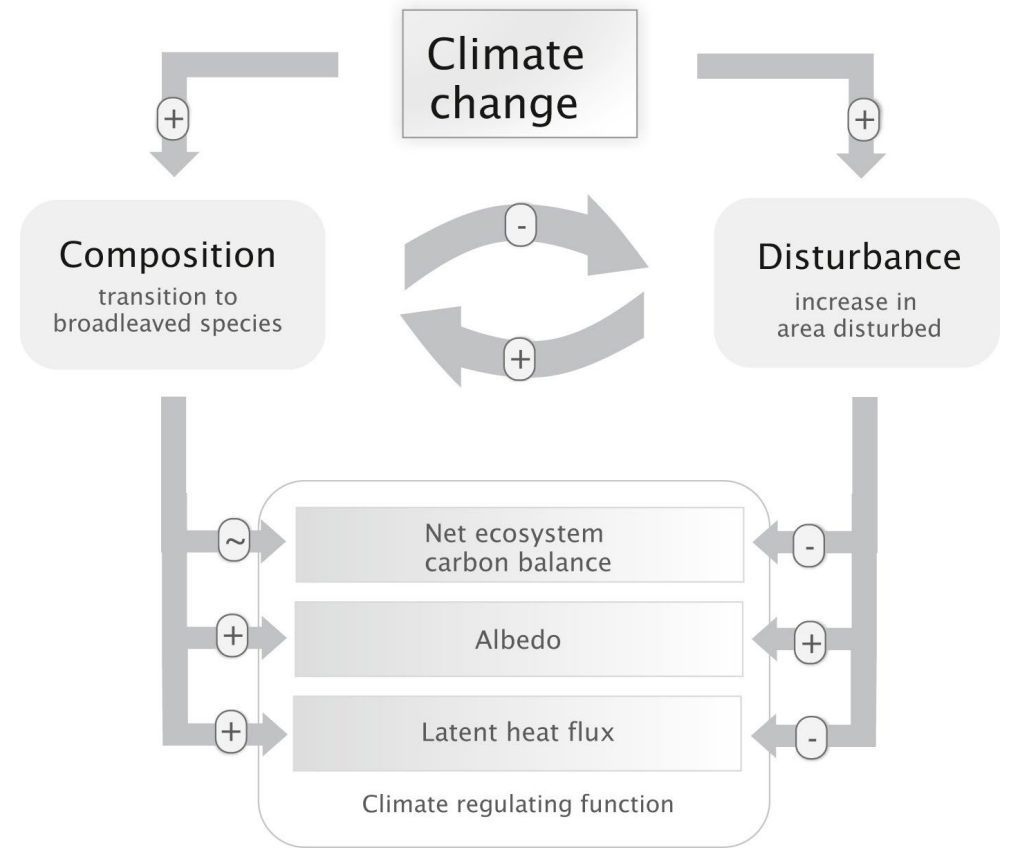 Climate
change
+
+
Composition
transition to
broadleaved species
-
+
Disturbance
increase in
area disturbed
~
Net ecosystem
carbon balance
-
+
Albedo
+
+
Latent heat flux
-
Climate regulating function